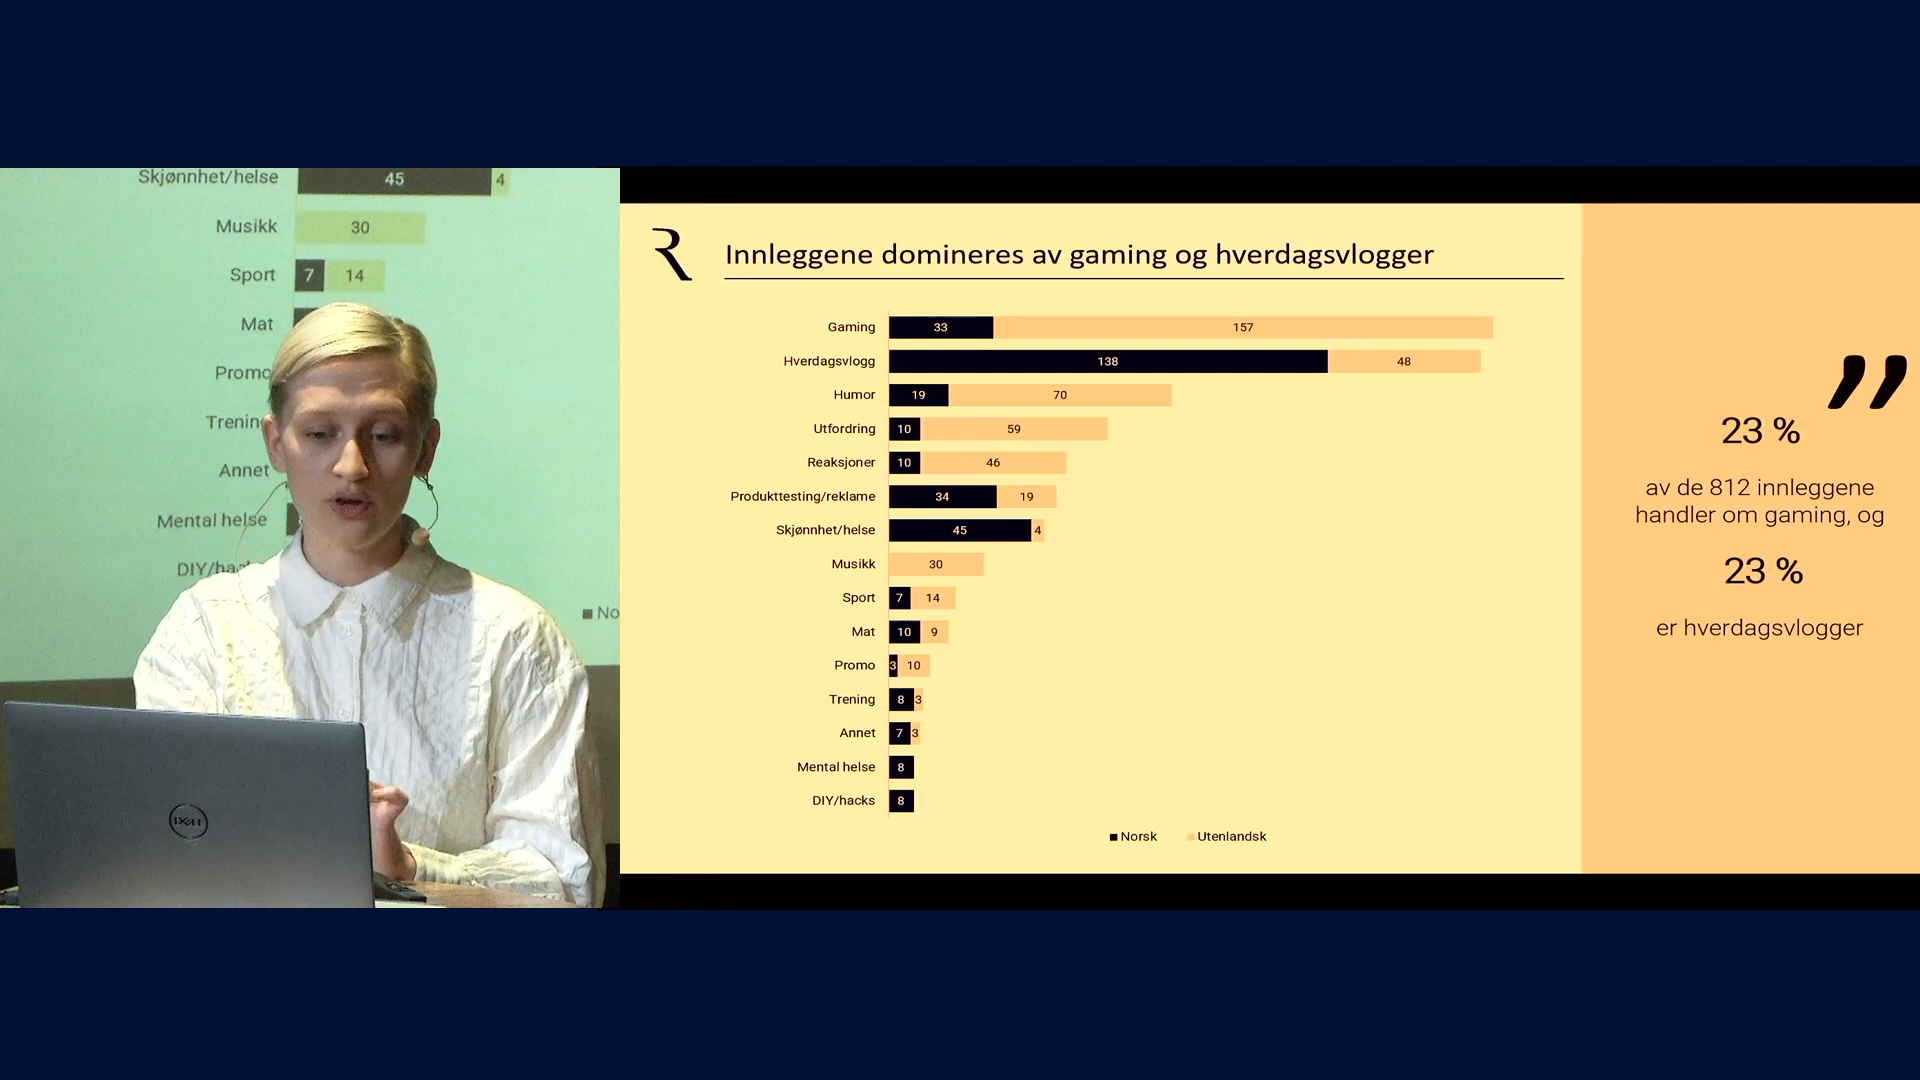 Skjønnhet/helse 45 4
Musikk 30
Sport 7 14
Mat
Promo
Trening
Annet
Mental helse
DIY/hacks
No
DELL
R
Innleggene domineres av gaming og hverdagsvlogger
Gaming 33 157
Hverdagsvlogg 138 48
Humor 19 70
Utfordring 10 59
Reaksjoner 10 46
Produkttesting/reklame 34 19
Skjønnhet/helse 45 4
Musikk 30
Sport 7 14
Mat 10 9
Promo 3 10
Trening 8 3
Annet 7 3
Mental helse 8
DIY/hacks 8
Norsk Utenlandsk
”
23 %
av de 812 innleggene
handler om gaming, og
23 %
er hverdagsvlogger